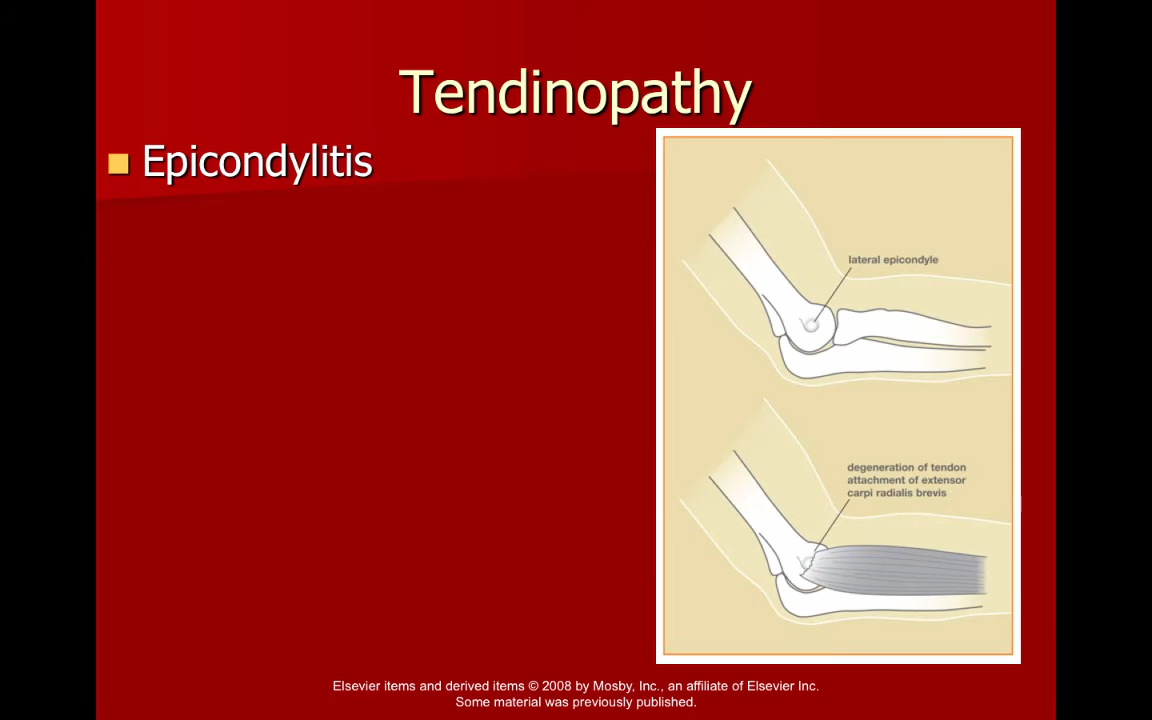 Tendinopathy
Epicondylitis
lateral epicondyle
degeneration of tendon
attachment of extensor
carpi radialis brevis
Elsevier items and derived items © 2008 by Mosby, Inc., an affiliate of Elsevier Inc.
Some material was previously published.